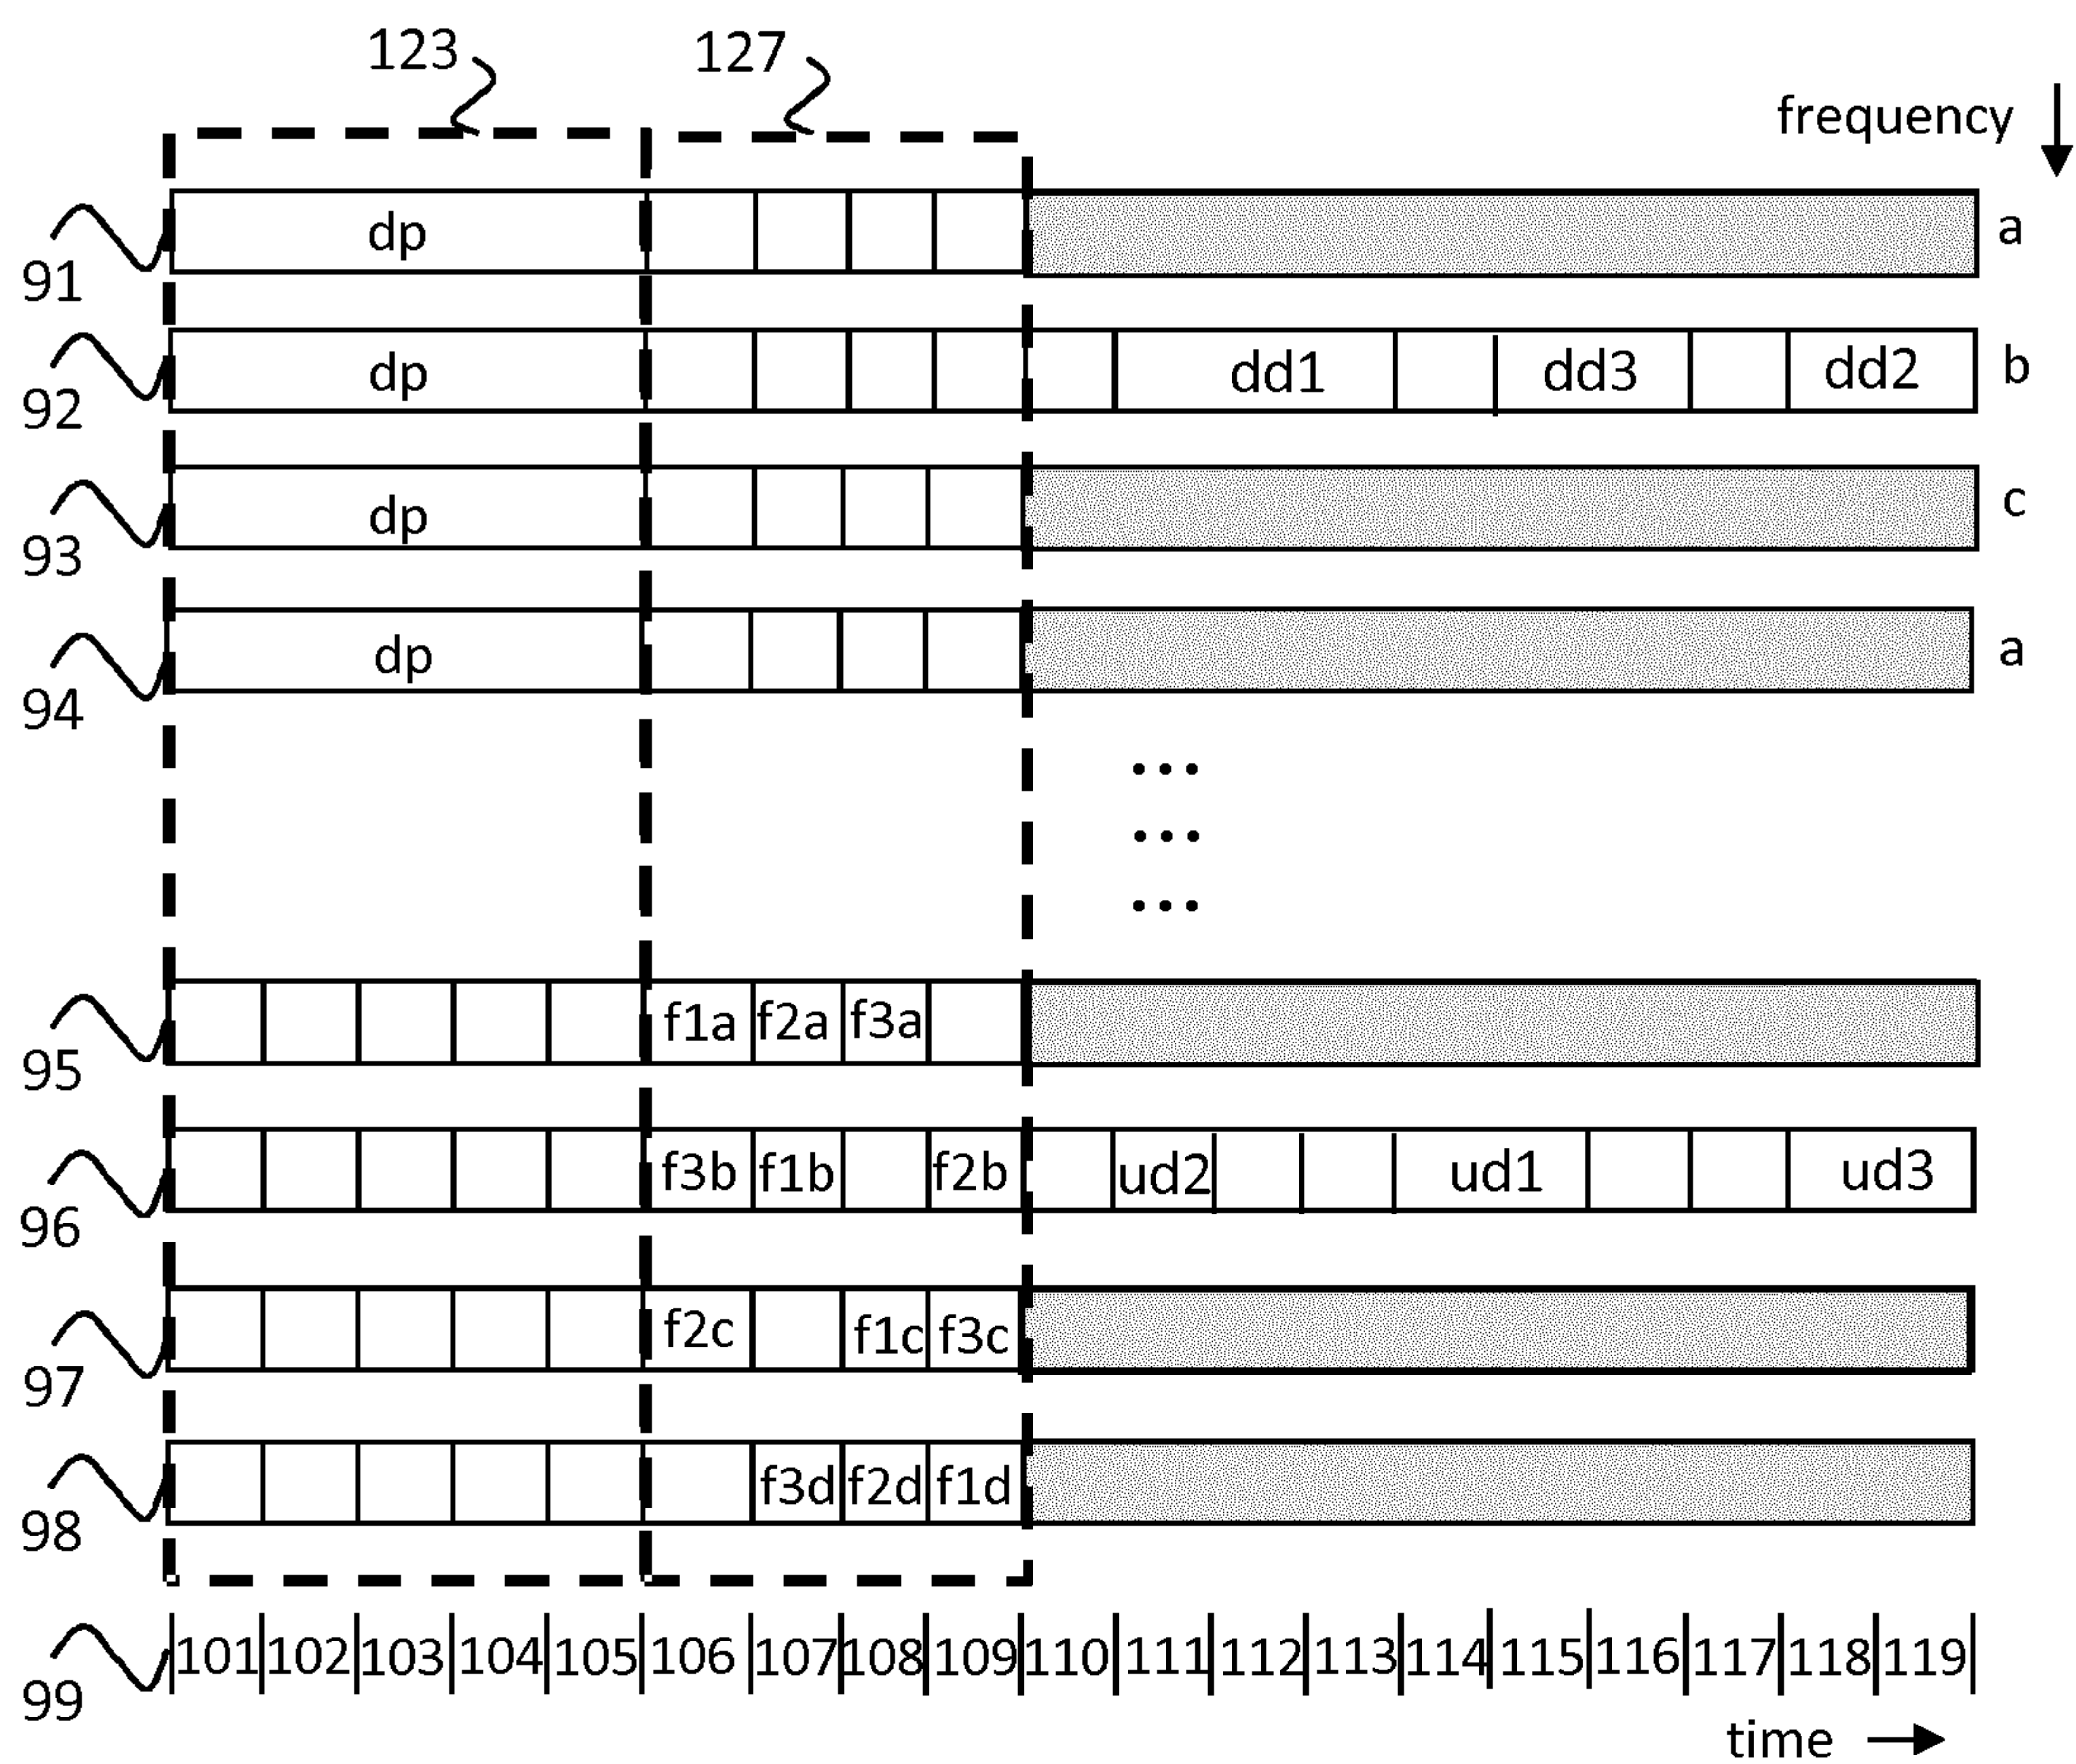 123 127
frequency
dp a
91
dp dd1 dd3 dd2 b
92
dp c
93
dp a
94
...
...
...
f1a f2a f3a
95
f3b f1b f2b ud2 ud1 ud3
96
f2c f1c f3c
97
f3d f2d f1d
98
101 102 103 104 105 106 107 108 109 110 111 112 113 114 115 116 117 118 119
99
time